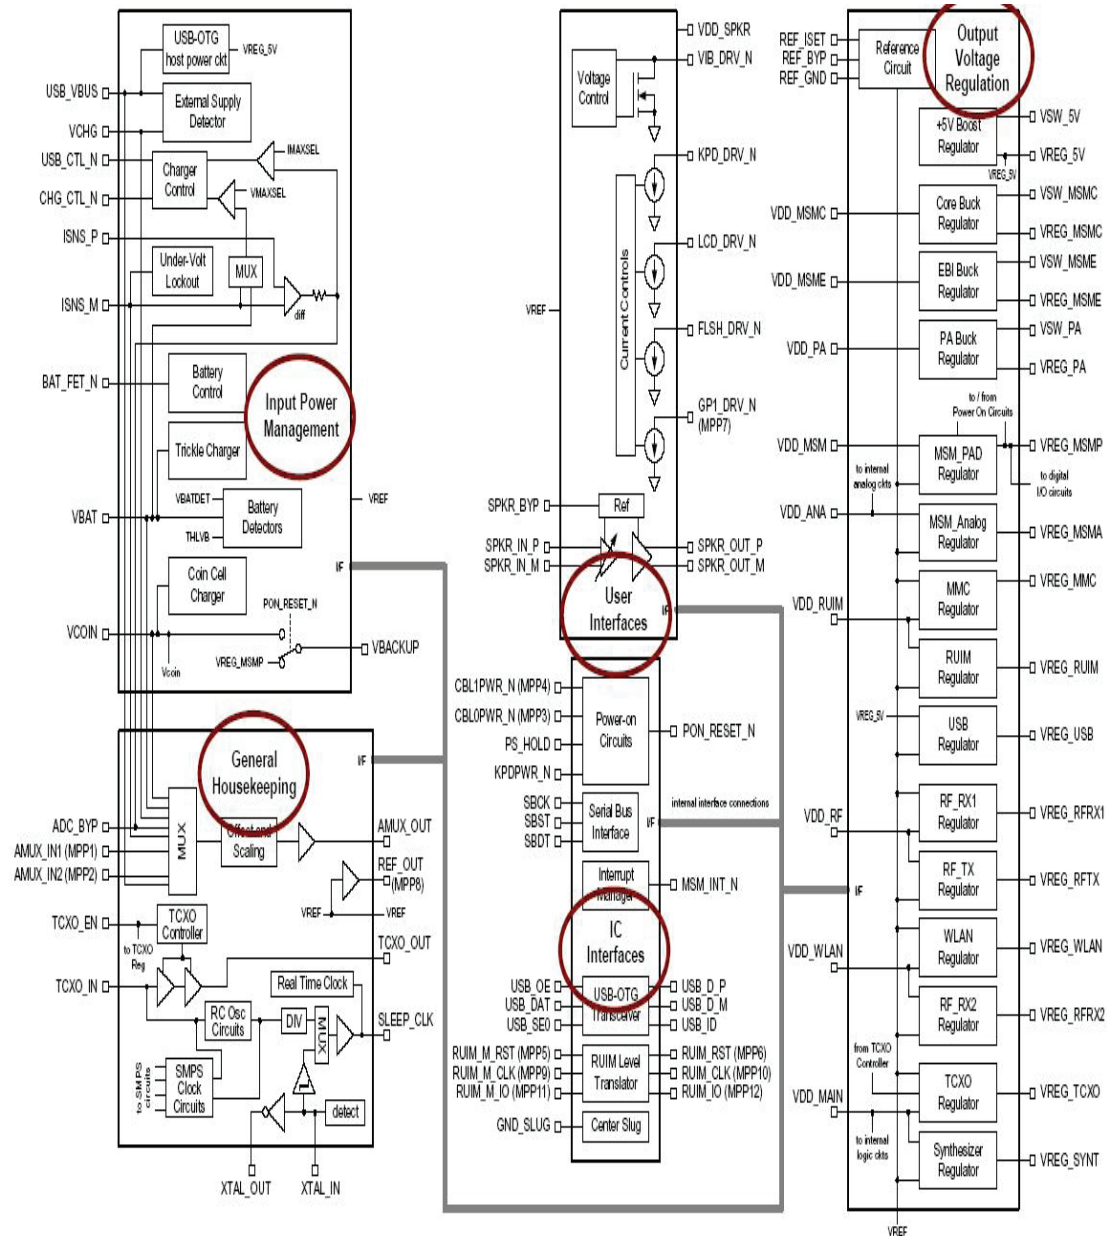 USB-OTG
host power ckt
VREG_5V
USB_VBUS
External Supply
Detector
VCHG
USB_CTL_N
Charger
Control
IMAXSEL
CHG_CTL_N
VMAXSEL
ISNS_P
Under-Volt
Lockout
MUX
ISNS_M
diff
BAT_FET_N
Battery
Control
Input Power
Management
Trickle Charger
VBATDET
VREF
VBAT
Battery
Detectors
THLVB
I/F
Coin Cell
Charger
PON_RESET_N
VCOIN
VBACKUP
Vcoin
VREG_MSMP
General
Housekeeping
I/F
MUX
ADC_BYP
Offset and
Scaling
AMUX_OUT
AMUX_IN1 (MPP1)
AMUX_IN2 (MPP2)
REF_OUT
(MPP8)
VREF
VREF
TCXO_EN
TCXO
Controller
to TCXO
Reg
TCXO_OUT
TCXO_IN
Real Time Clock
RC Osc
Circuits
DIV
MUX
SLEEP_CLK
to SMPS
circuits
SMPS
Clock
Circuits
detect
XTAL_OUT
XTAL_IN
VDD_SPKR
VIB_DRV_N
Voltage
Control
KPD_DRV_N
Current Controls
LCD_DRV_N
VREF
FLSH_DRV_N
GP1_DRV_N
(MPP7)
SPKR_BYP
Ref
SPKR_IN_P
SPKR_OUT_P
SPKR_IN_M
SPKR_OUT_M
User
Interfaces
I/F
CBL1PWR_N (MPP4)
CBL0PWR_N (MPP3)
Power-on
Circuits
PON_RESET_N
PS_HOLD
KPDPWR_N
SBCK
SBST
SBDT
Serial Bus
Interface
I/F
internal interface connections
Interrupt
Manager
MSM_INT_N
IC
Interfaces
USB_OE
USB_DAT
USB_SE0
USB-OTG
Transceiver
USB_D_P
USB_D_M
USB_ID
RUIM_M_RST (MPP5)
RUIM_M_CLK (MPP9)
RUIM_M_IO (MPP11)
RUIM Level
Translator
RUIM_RST (MPP6)
RUIM_CLK (MPP10)
RUIM_IO (MPP12)
GND_SLUG
Center Slug
REF_ISET
REF_BYP
REF_GND
Reference
Circuit
Output
Voltage
Regulation
+5V Boost
Regulator
VSW_5V
VREG_5V
VREG_5V
VDD_MSMC
Core Buck
Regulator
VSW_MSMC
VREG_MSMC
VDD_MSME
EBI Buck
Regulator
VSW_MSME
VREG_MSME
VDD_PA
PA Buck
Regulator
VSW_PA
VREG_PA
to / from
Power On Circuits
VDD_MSM
MSM_PAD
Regulator
VREG_MSMP
to internal
analog ckts
to digital
I/O circuits
VDD_ANA
MSM_Analog
Regulator
VREG_MSMA
MMC
Regulator
VREG_MMC
VDD_RUIM
RUIM
Regulator
VREG_RUIM
VREG_5V
USB
Regulator
VREG_USB
VDD_RF
RF_RX1
Regulator
VREG_RFRX1
RF_TX
Regulator
VREG_RFTX
I/F
VDD_WLAN
WLAN
Regulator
VREG_WLAN
RF_RX2
Regulator
VREG_RFRX2
from TCXO
Controller
VDD_MAIN
TCXO
Regulator
VREG_TCXO
to internal
logic ckts
Synthesizer
Regulator
VREG_SYNT
VREF